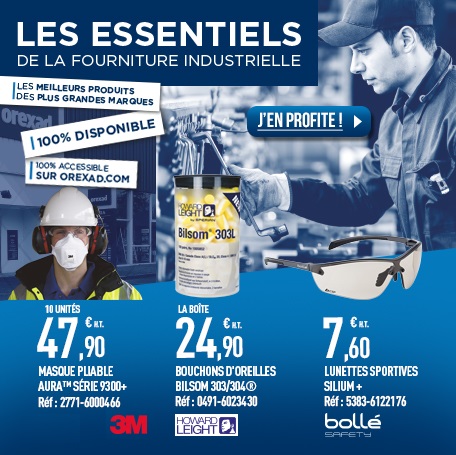 LES ESSENTIELS
DE LA FOURNITURE INDUSTRIELLE
LES MEILLEURS PRODUITS
DES PLUS GRANDES MARQUES
orexad
100% DISPONIBLE
100% ACCESSIBLE
SUR OREXAD.COM
J'EN PROFITE !
HOWARD
LEIGHT
Bilsom® 303L
3M
10 UNITÉS
47,90 € H.T.
MASQUE PLIABLE
AURA™ SÉRIE 9300+
Réf : 2771-6000466
3M
LA BOÎTE
24,90 € H.T.
BOUCHONS D'OREILLES
BILSOM 303/304®
Réf : 0491-6023430
HOWARD
LEIGHT
7,60 € H.T.
LUNETTES SPORTIVES
SILIUM +
Réf : 5383-6122176
bollé
SAFETY